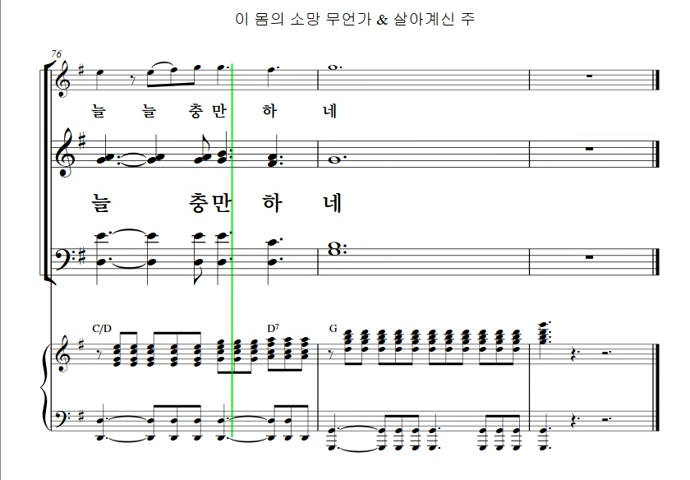 이 몸의 소망 무언가 & 살아계신 주
76
늘 늘 충 만 하 네
늘 충 만 하 네
C/D D7 G